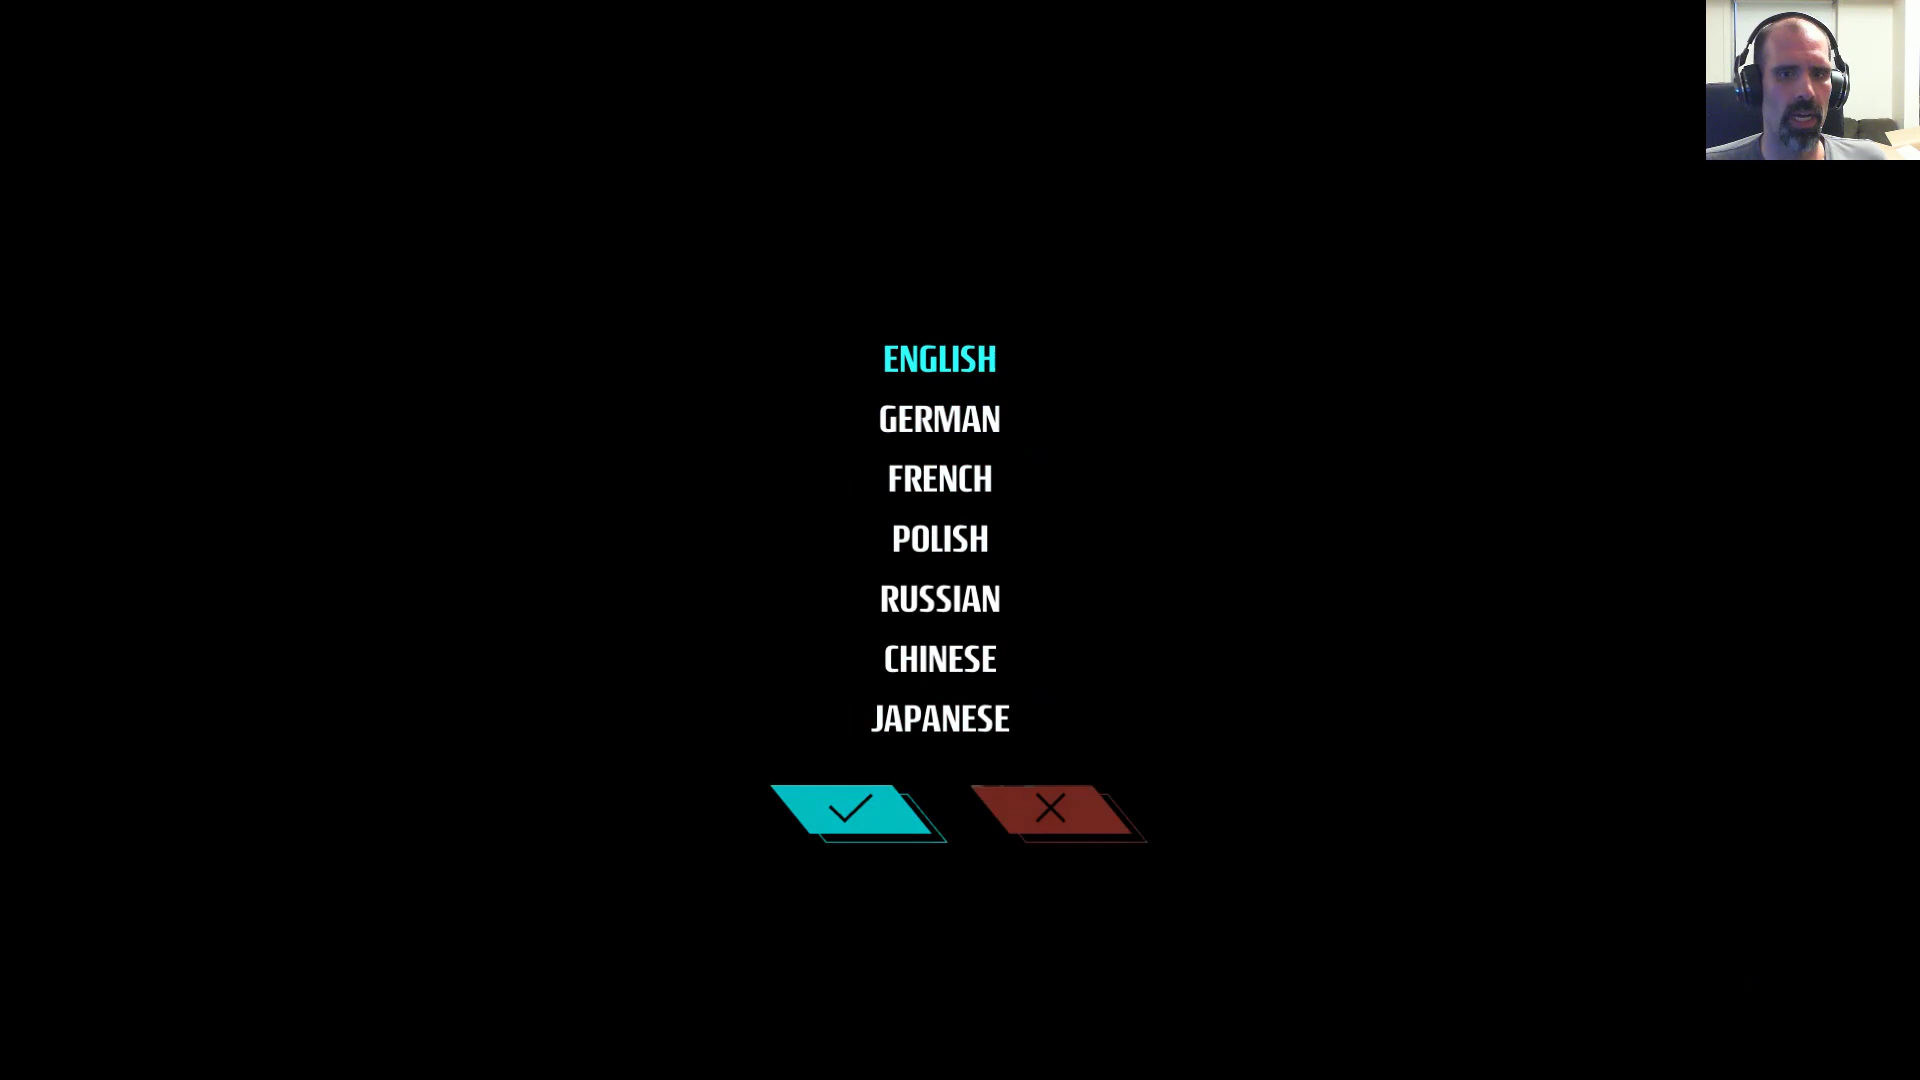 ENGLISH
GERMAN
FRENCH
POLISH
RUSSIAN
CHINESE
JAPANESE